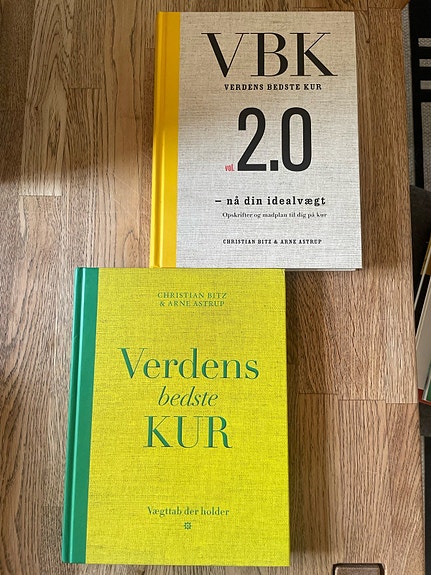 VBK
VERDENS BEDSTE KUR
vol. 2.0
– nå din idealvægt
Opskrifter og madplan til dig på kur
CHRISTIAN BITZ & ARNE ASTRUP
CHRISTIAN BITZ
& ARNE ASTRUP
Verdens
bedste
KUR
Vægttab der holder